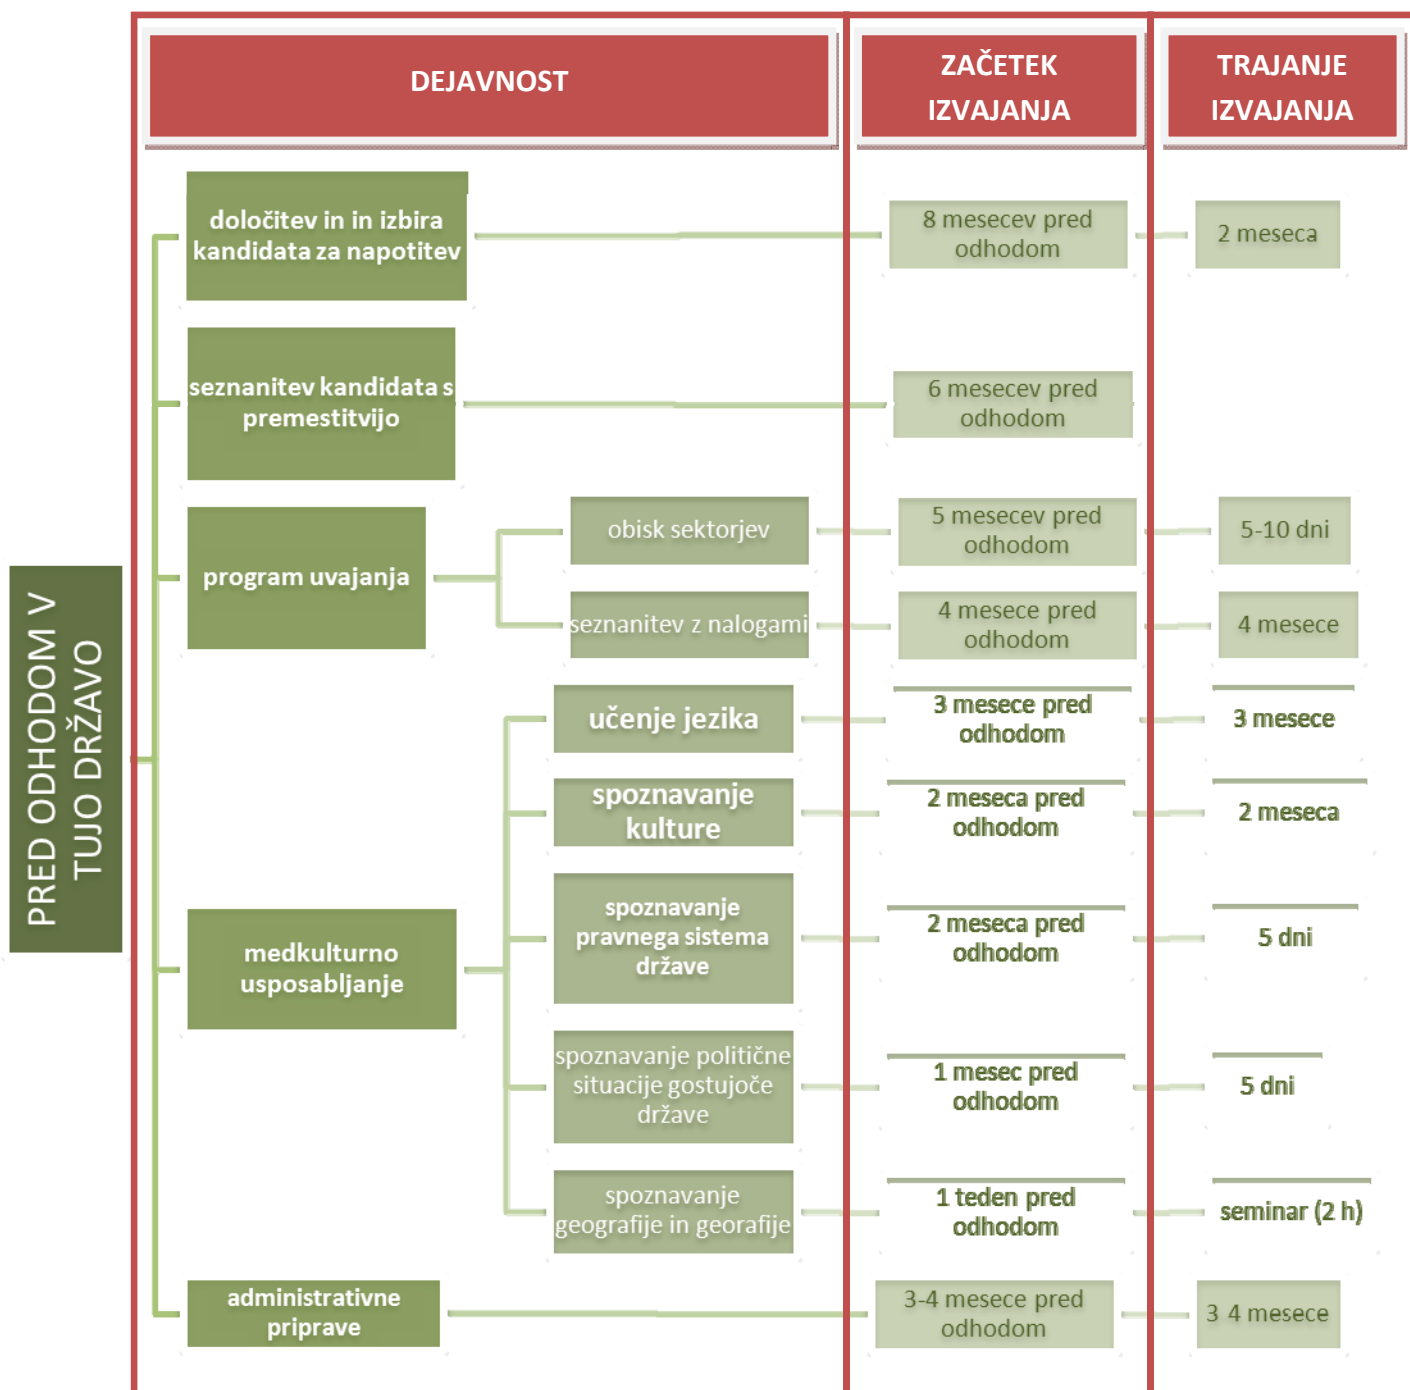 DEJAVNOST
ZAČETEK
IZVAJANJA
TRAJANJE
IZVAJANJA
PRED ODHODOM V
TUJO DRŽAVO
določitev in in izbira
kandidata za napotitev
8 mesecev pred
odhodom
2 meseca
seznanitev kandidata s
premestitvijo
6 mesecev pred
odhodom
program uvajanja
obisk sektorjev
5 mesecev pred
odhodom
5-10 dni
seznanitev z nalogami
4 mesece pred
odhodom
4 mesece
medkulturno
usposabljanje
učenje jezika
3 mesece pred
odhodom
3 mesece
spoznavanje
kulture
2 meseca pred
odhodom
2 meseca
spoznavanje
pravnega sistema
države
2 meseca pred
odhodom
5 dni
spoznavanje politične
situacije gostujoče
države
1 mesec pred
odhodom
5 dni
spoznavanje
geografije in georafije
1 teden pred
odhodom
seminar (2 h)
administrativne
priprave
3-4 mesece pred
odhodom
3-4 mesece